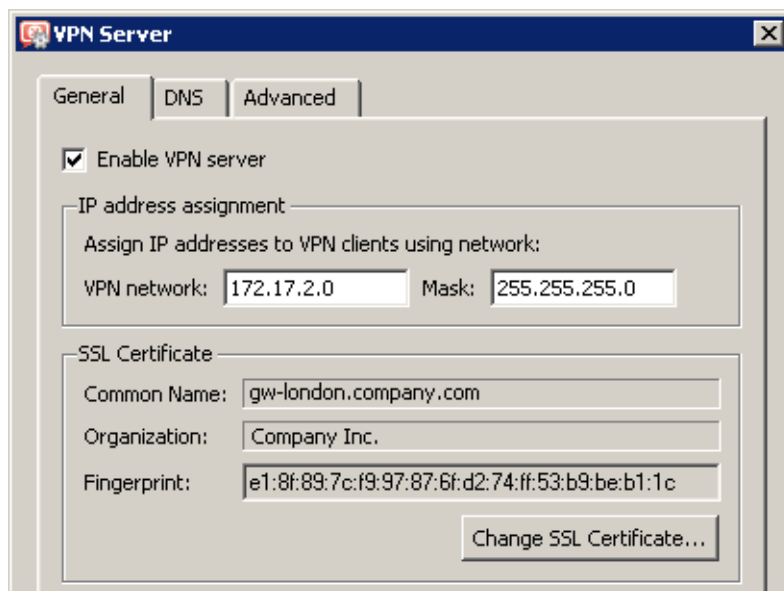 VPN Server
General DNS Advanced
Enable VPN server
IP address assignment
Assign IP addresses to VPN clients using network:
VPN network: 172.17.2.0 Mask: 255.255.255.0
SSL Certificate
Common Name: gw-london.company.com
Organization: Company Inc.
Fingerprint: e1:8f:89:7c:f9:97:87:6f:d2:74:ff:53:b9:be:b1:1c
Change SSL Certificate...